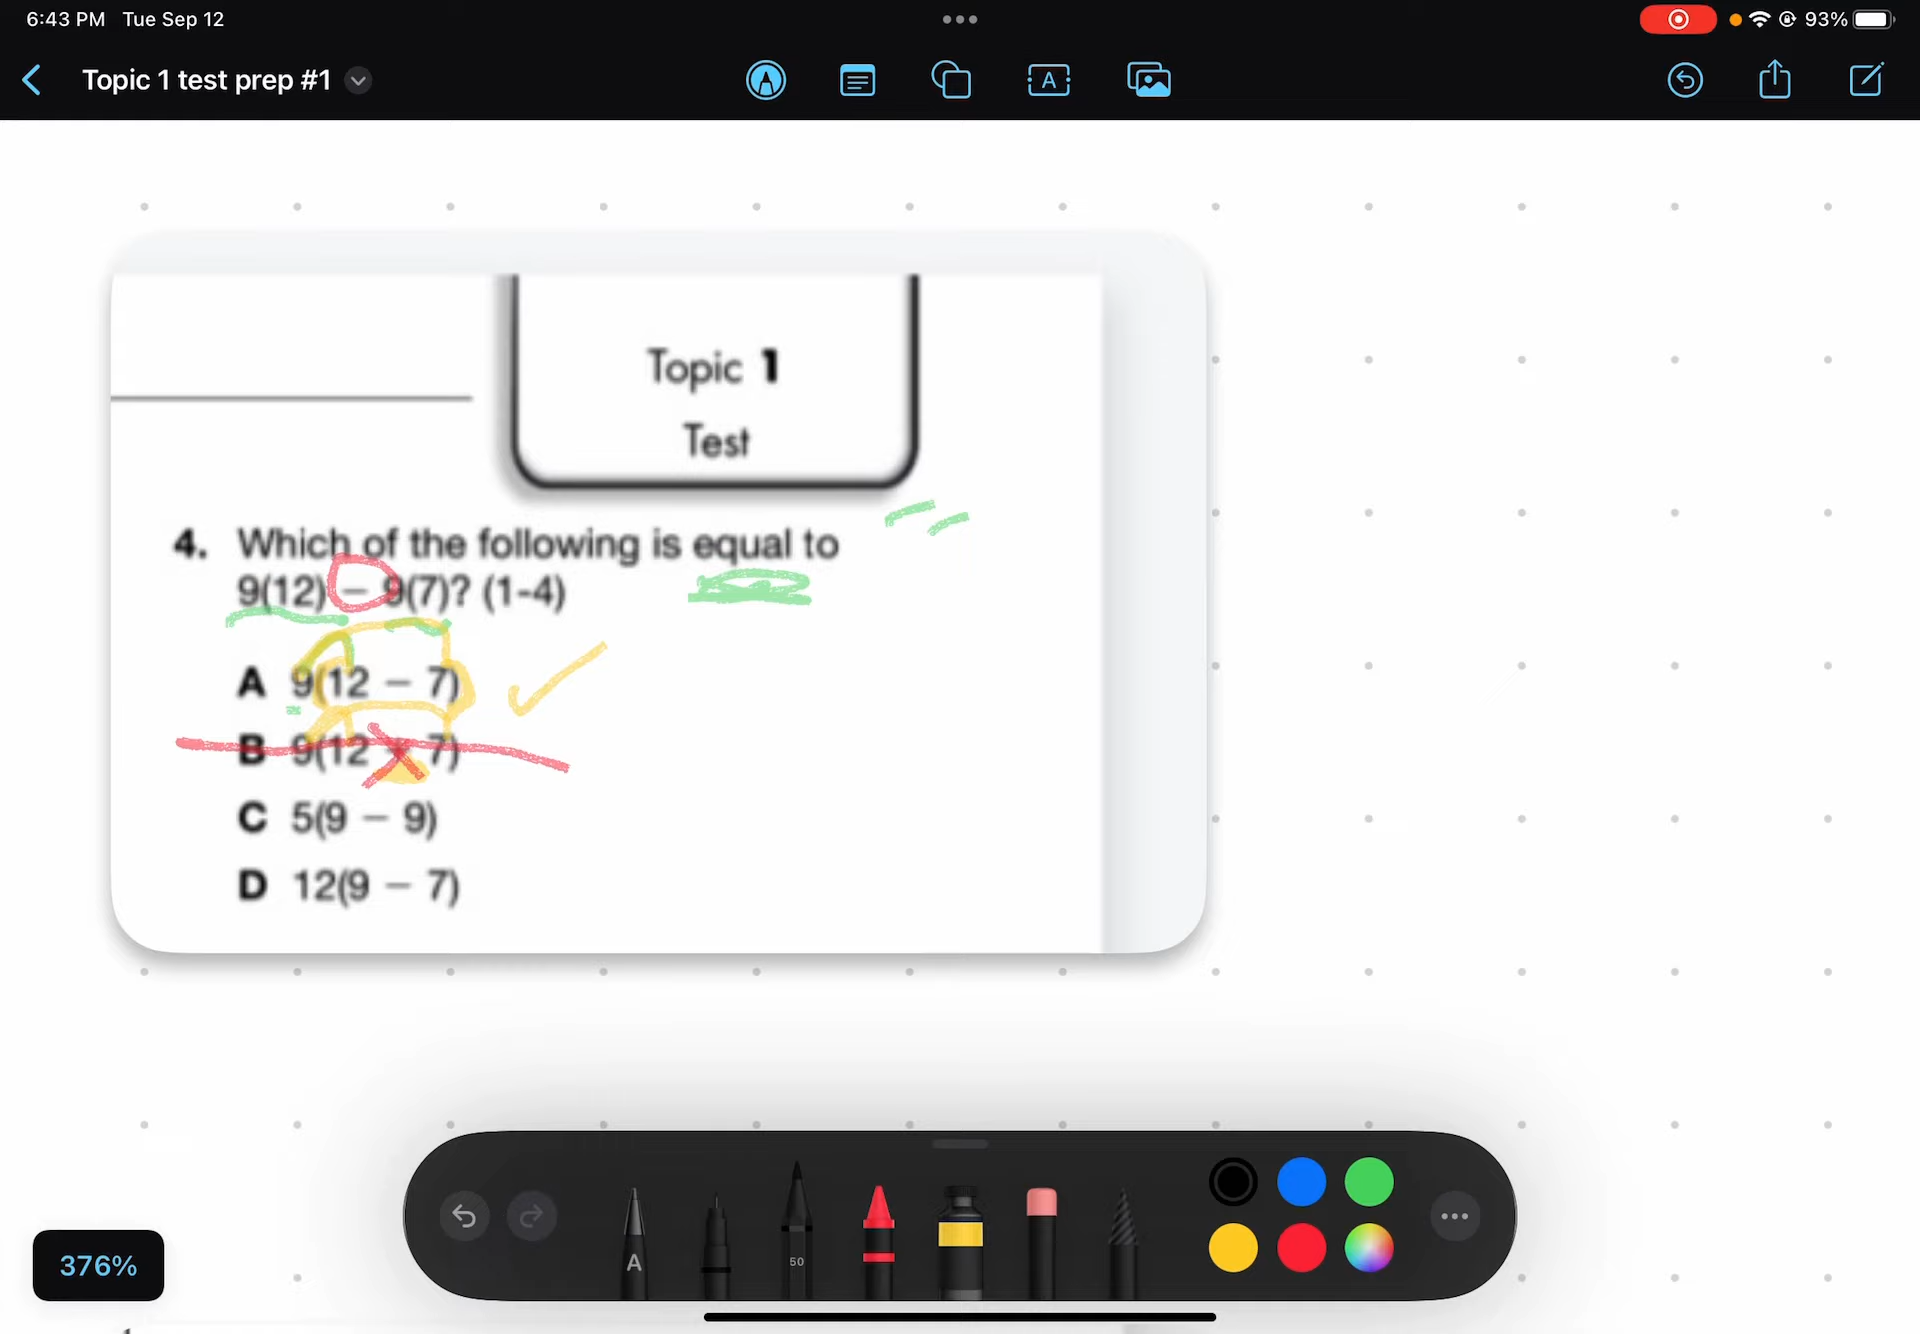 6:43 PM Tue Sep 12
93%
Topic 1 test prep #1
A
Topic 1
Test
4. Which of the following is equal to
9(12) – 9(7)? (1-4)
A 9(12 – 7)
B 9(12 + 7)
C 5(9 – 9)
D 12(9 – 7)
A
50
376%